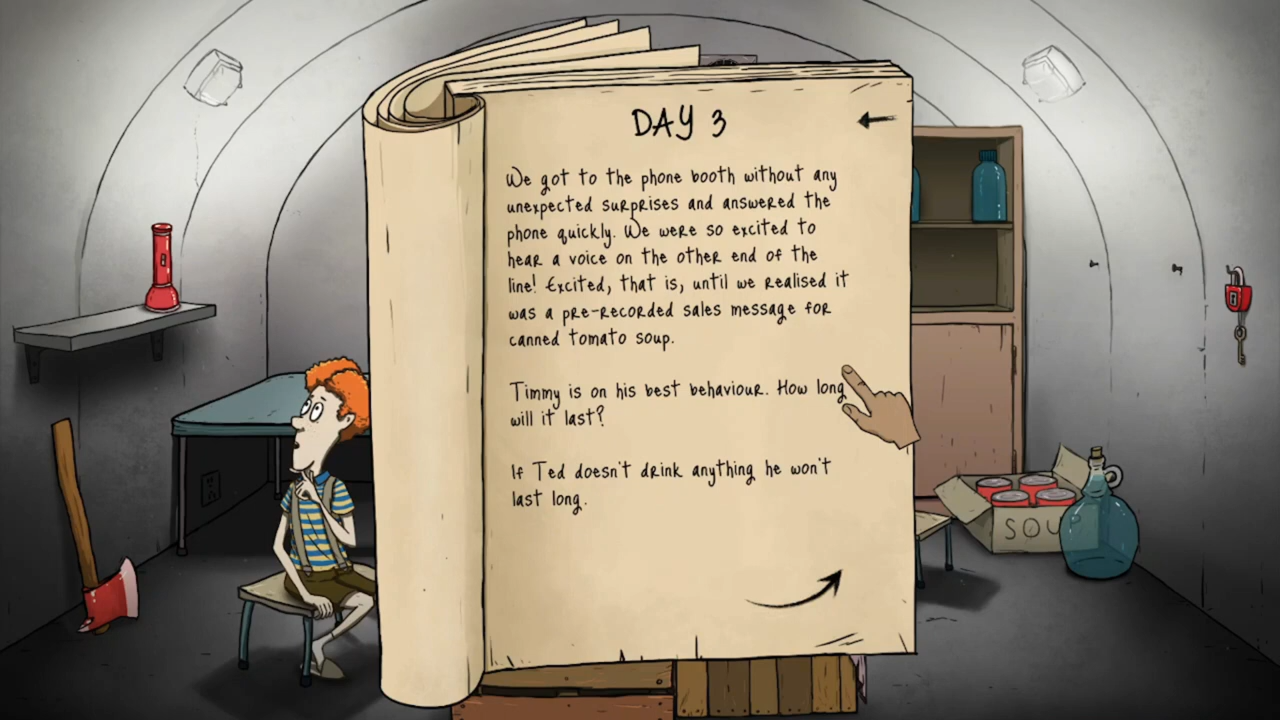 DAY 3
We got to the phone booth without any
unexpected surprises and answered the
phone quickly. We were so excited to
hear a voice on the other end of the
line! Excited, that is, until we realised it
was a pre-recorded sales message for
canned tomato soup.
Timmy is on his best behaviour. How long
will it last?
If Ted doesn't drink anything he won't
last long.
SOUP